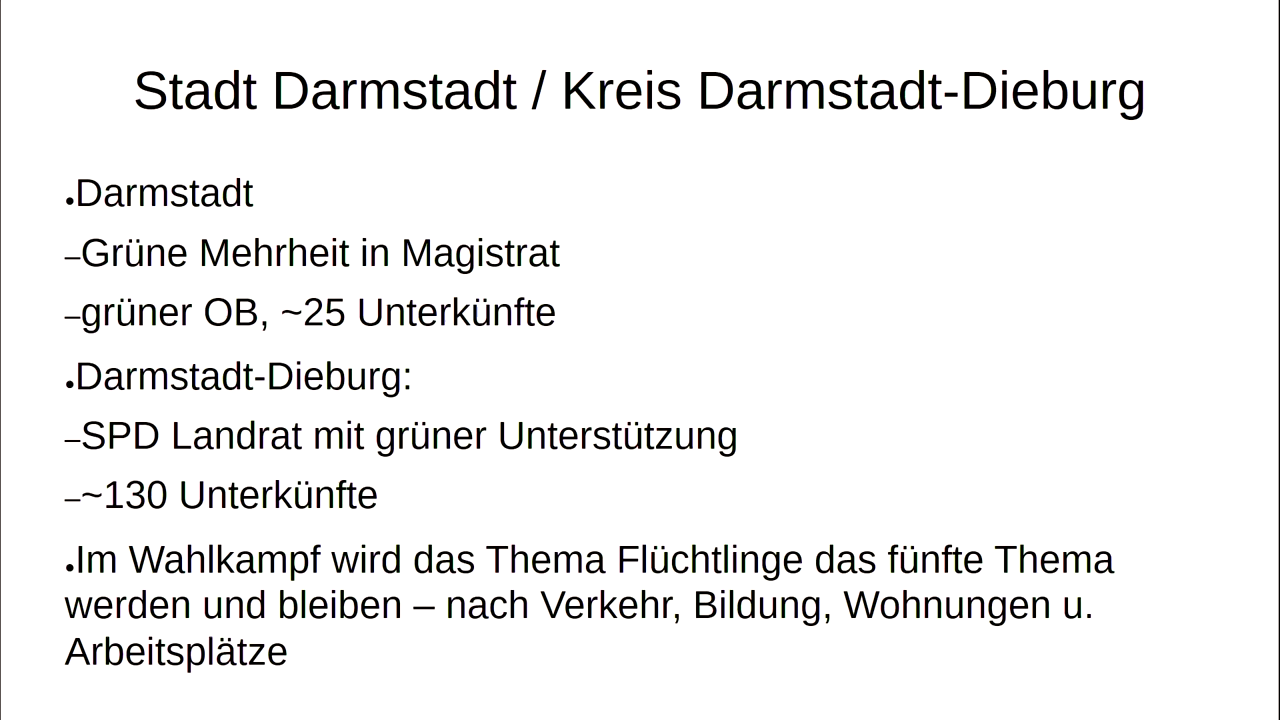 Stadt Darmstadt / Kreis Darmstadt-Dieburg
•Darmstadt
–Grüne Mehrheit in Magistrat
–grüner OB, ~25 Unterkünfte
•Darmstadt-Dieburg:
–SPD Landrat mit grüner Unterstützung
–~130 Unterkünfte
•Im Wahlkampf wird das Thema Flüchtlinge das fünfte Thema
werden und bleiben – nach Verkehr, Bildung, Wohnungen u.
Arbeitsplätze